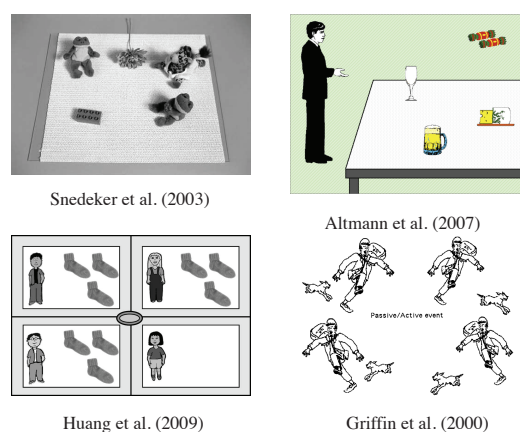 Snedeker et al. (2003)
Altmann et al. (2007)
Passive/Active event
Huang et al. (2009)
Griffin et al. (2000)